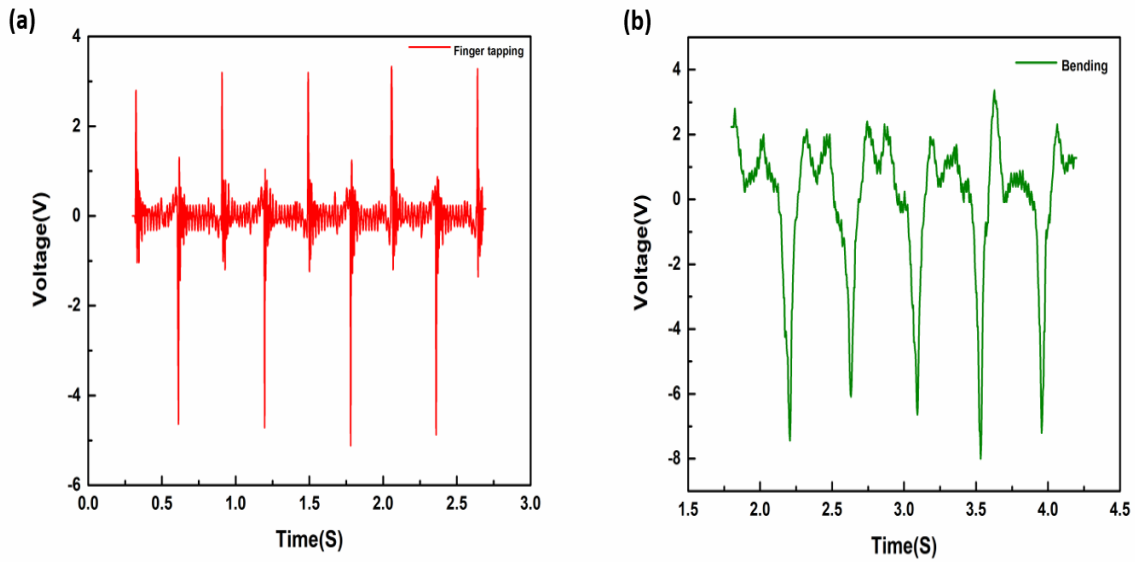 (a)
Finger tapping
Voltage(V)
4
2
0
-2
-4
-6
0.0 0.5 1.0 1.5 2.0 2.5 3.0
Time(S)
(b)
Bending
Voltage(V)
4
2
0
-2
-4
-6
-8
1.5 2.0 2.5 3.0 3.5 4.0 4.5
Time(S)